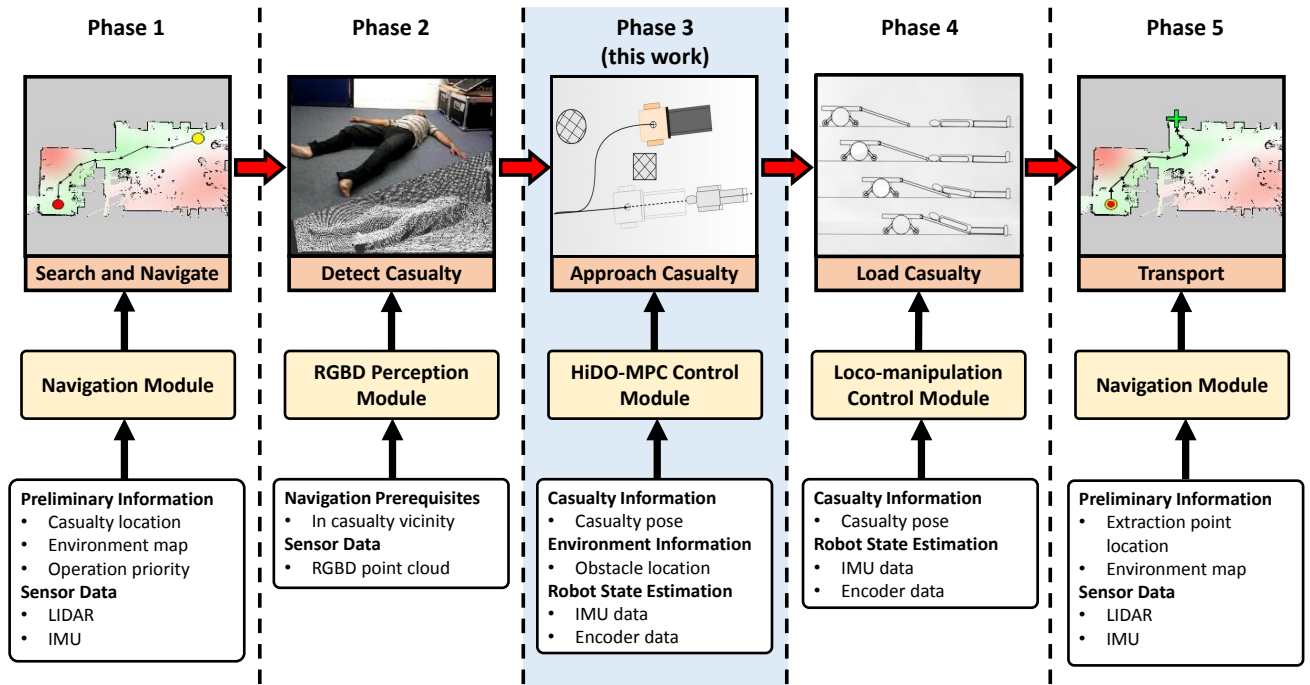 Phase 1
Phase 2
Phase 3
(this work)
Phase 4
Phase 5
Search and Navigate
Detect Casualty
Approach Casualty
Load Casualty
Transport
Navigation Module
RGBD Perception
Module
HiDO-MPC Control
Module
Loco-manipulation
Control Module
Navigation Module
Preliminary Information
• Casualty location
• Environment map
• Operation priority
Sensor Data
• LIDAR
• IMU
Navigation Prerequisites
• In casualty vicinity
Sensor Data
• RGBD point cloud
Casualty Information
• Casualty pose
Environment Information
• Obstacle location
Robot State Estimation
• IMU data
• Encoder data
Casualty Information
• Casualty pose
Robot State Estimation
• IMU data
• Encoder data
Preliminary Information
• Extraction point
location
• Environment map
Sensor Data
• LIDAR
• IMU